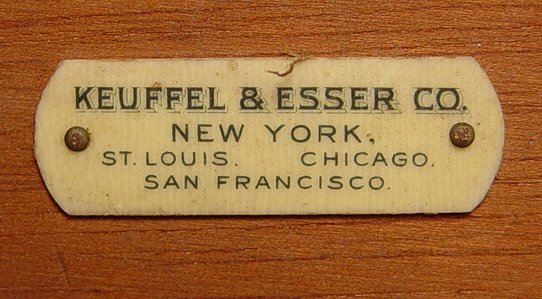 KEUFFEL & ESSER CO.
NEW YORK,
ST. LOUIS. CHICAGO.
SAN FRANCISCO.